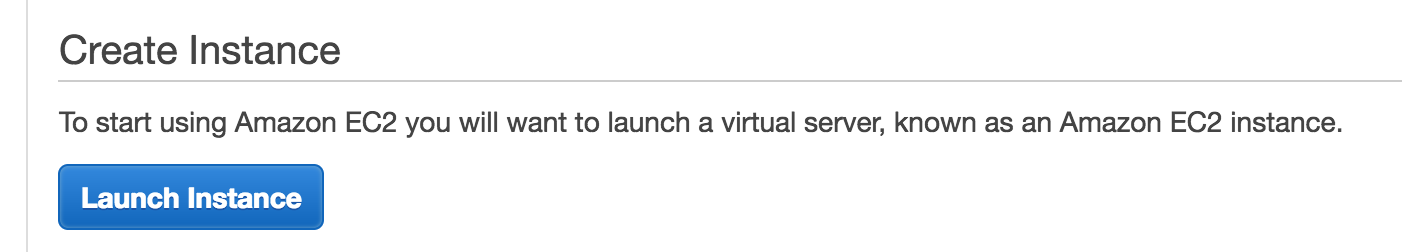 Create Instance
To start using Amazon EC2 you will want to launch a virtual server, known as an Amazon EC2 instance.
Launch Instance